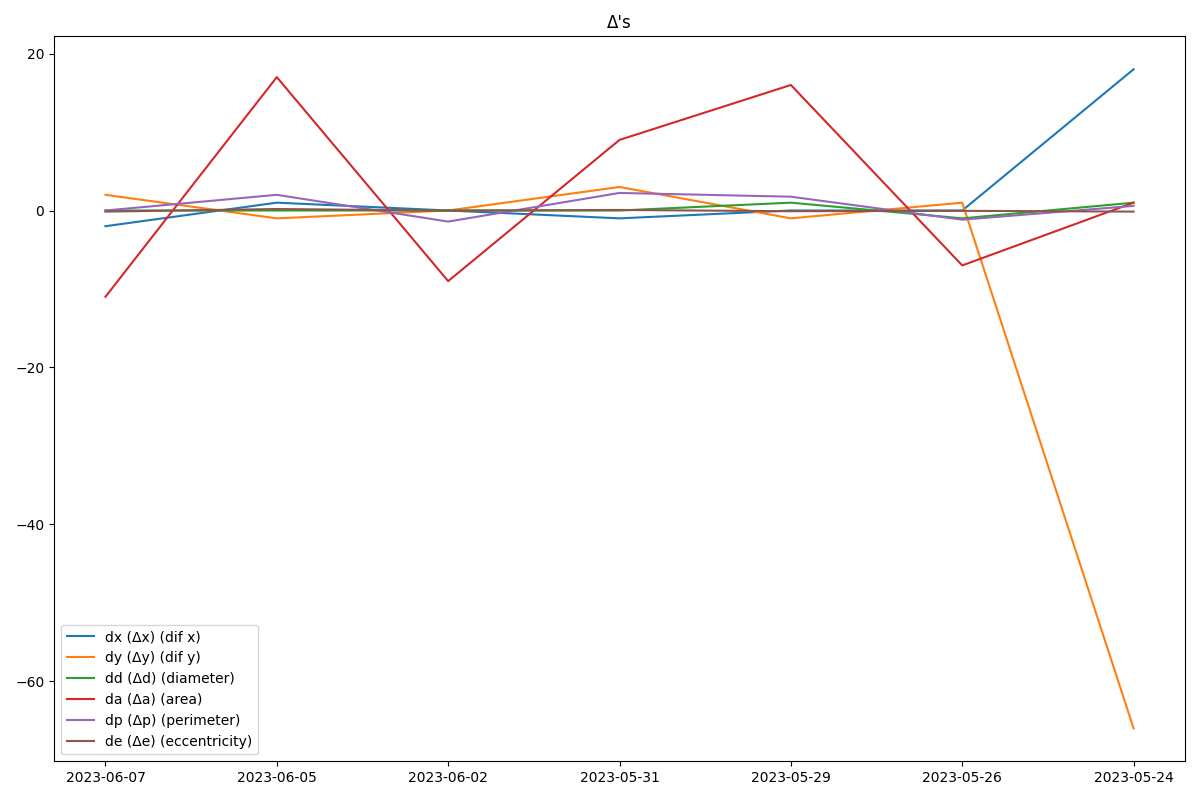 Δ's
20
0
−20
−40
−60
dx (Δx) (dif x)
dy (Δy) (dif y)
dd (Δd) (diameter)
da (Δa) (area)
dp (Δp) (perimeter)
de (Δe) (eccentricity)
2023-06-07 2023-06-05 2023-06-02 2023-05-31 2023-05-29 2023-05-26 2023-05-24